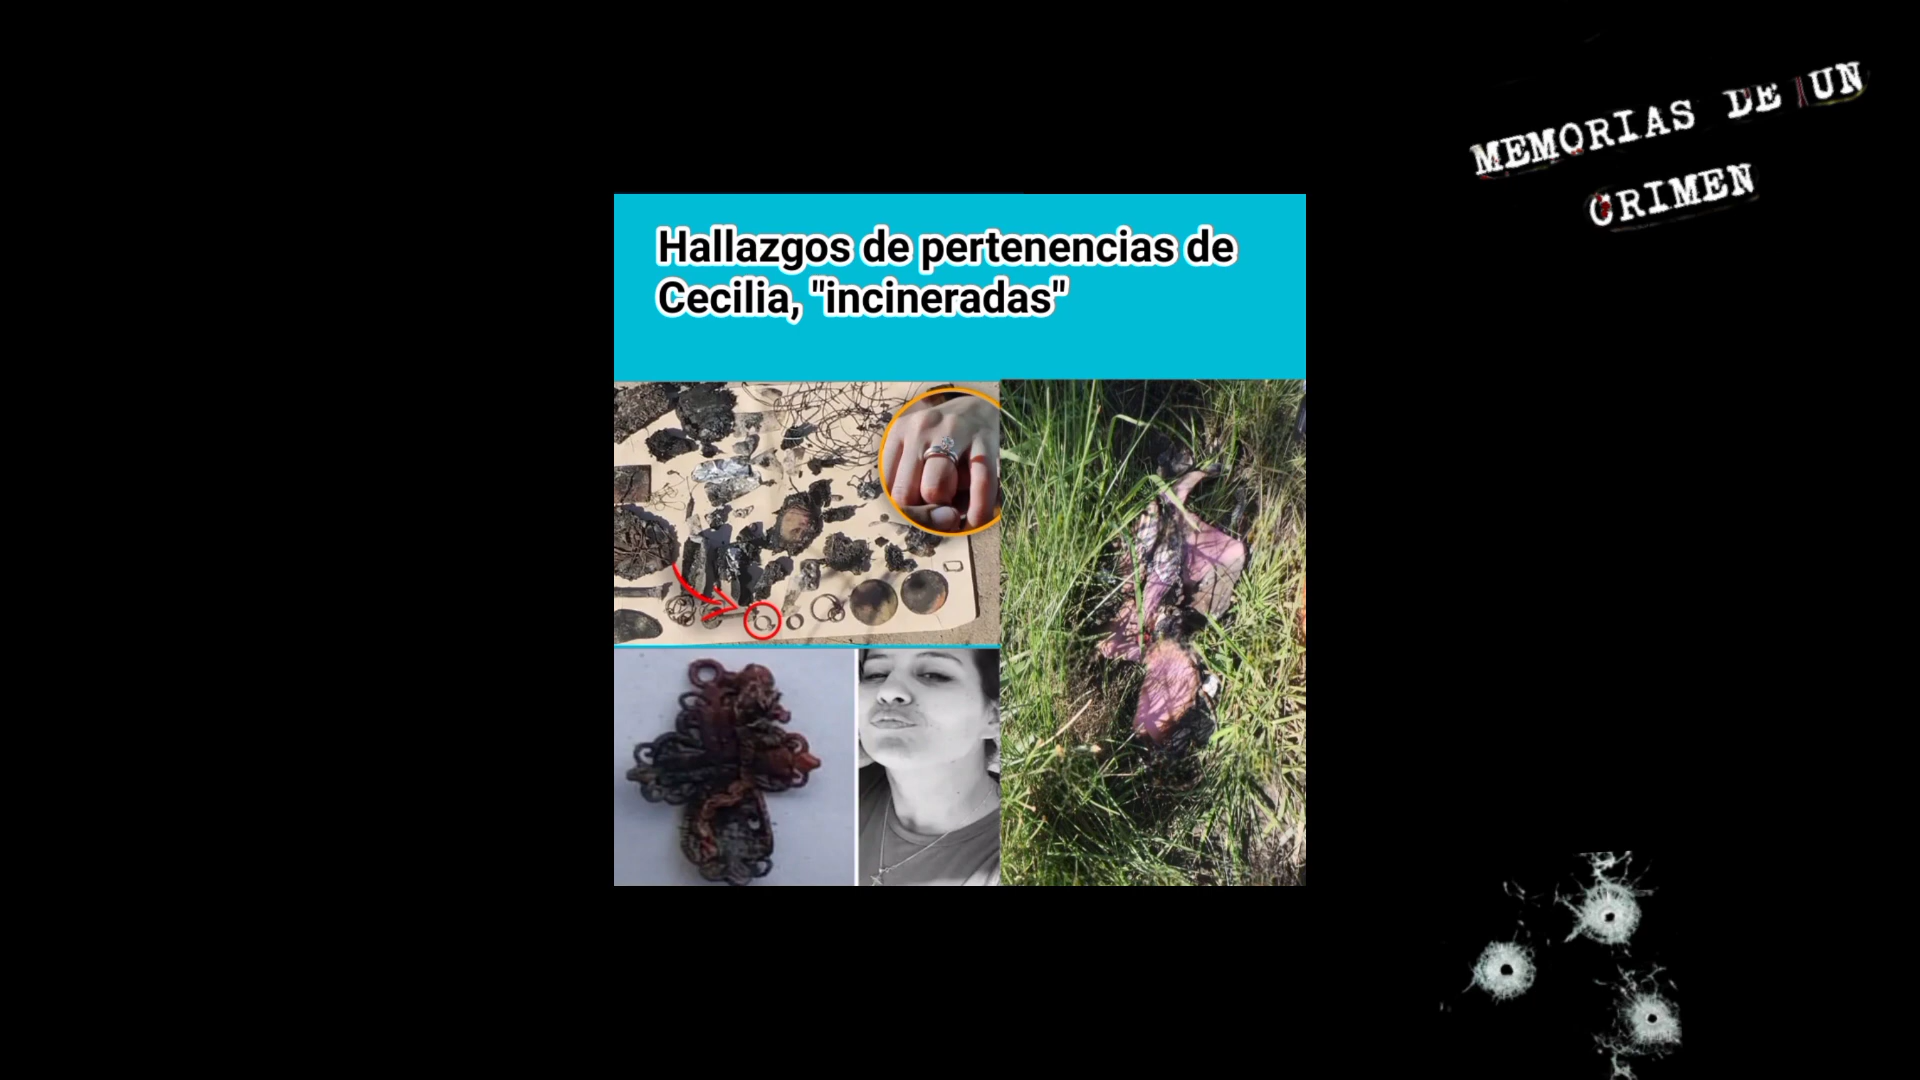 MEMORIAS DE UN
CRIMEN
Hallazgos de pertenencias de
Cecilia, "incineradas"